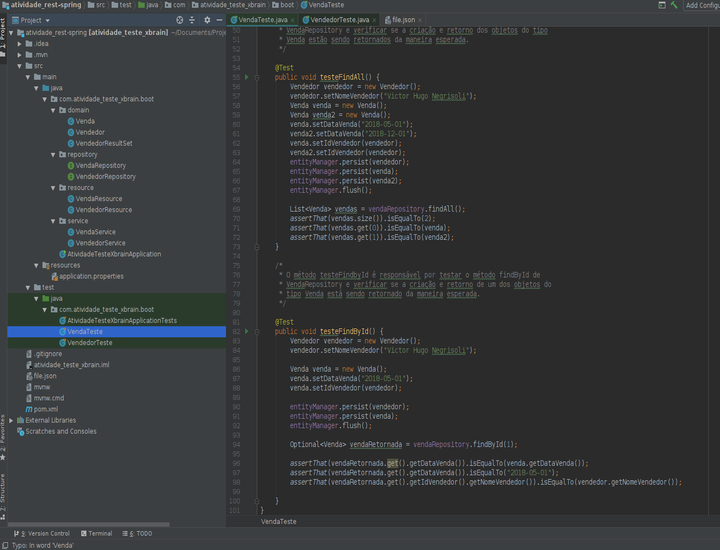 atividade_rest-spring src test java com atividade_teste_xbrain boot VendaTeste Add Configu
Project
VendaTeste.java VendedorTeste.java file.json
1: Project
2: Favorites
7: Structure
atividade_rest-spring [atividade_teste_xbrain] ~/Documents/Proj
.idea
.mvn
src
main
java
com.atividade_teste_xbrain.boot
domain
Venda
Vendedor
VendedorResultSet
repository
VendaRepository
VendedorRepository
resource
VendaResource
VendedorResource
service
VendaService
VendedorService
AtividadeTesteXbrainApplication
resources
application.properties
test
java
com.atividade_teste_xbrain.boot
AtividadeTesteXbrainApplicationTests
VendaTeste
VendedorTeste
.gitignore
atividade_teste_xbrain.iml
file.json
mvnw
mvnw.cmd
pom.xml
External Libraries
Scratches and Consoles
50 * VendaRepository e verificar se a criação e retorno dos objetos do tipo
51 * Venda estão sendo retornados da maneira esperada.
52 */
53
54 @Test
55 public void testeFindAll() {
56 Vendedor vendedor = new Vendedor();
57 vendedor.setNomeVendedor("Victor Hugo Negrisoli");
58 Venda venda = new Venda();
59 Venda venda2 = new Venda();
60 venda.setDataVenda("2018-05-01");
61 venda2.setDataVenda("2018-12-01");
62 venda.setIdVendedor(vendedor);
63 venda2.setIdVendedor(vendedor);
64 entityManager.persist(vendedor);
65 entityManager.persist(venda);
66 entityManager.persist(venda2);
67 entityManager.flush();
68
69 List<Venda> vendas = vendaRepository.findAll();
70 assertThat(vendas.size()).isEqualTo(2);
71 assertThat(vendas.get(0)).isEqualTo(venda);
72 assertThat(vendas.get(1)).isEqualTo(venda2);
73 }
74
75 /*
76 * O método testeFindbyId é responsável por testar o método findById de
77 * VendaRepository e verificar se a criação e retorno de um dos objetos do
78 * tipo Venda está sendo retornado da maneira esperada.
79 */
80
81 @Test
82 public void testeFindById() {
83 Vendedor vendedor = new Vendedor();
84 vendedor.setNomeVendedor("Victor Hugo Negrisoli");
85
86 Venda venda = new Venda();
87 venda.setDataVenda("2018-05-01");
88 venda.setIdVendedor(vendedor);
89
90 entityManager.persist(vendedor);
91 entityManager.persist(venda);
92 entityManager.flush();
93
94 Optional<Venda> vendaRetornada = vendaRepository.findById(1);
95
96 assertThat(vendaRetornada.get().getDataVenda()).isEqualTo(venda.getDataVenda());
97 assertThat(vendaRetornada.get().getDataVenda()).isEqualTo("2018-05-01");
98 assertThat(vendaRetornada.get().getIdVendedor().getNomeVendedor()).isEqualTo(vendedor.getNomeVendedor());
99
100 }
101 }
VendaTeste
9: Version Control Terminal 6: TODO
Typo: In word 'Venda'